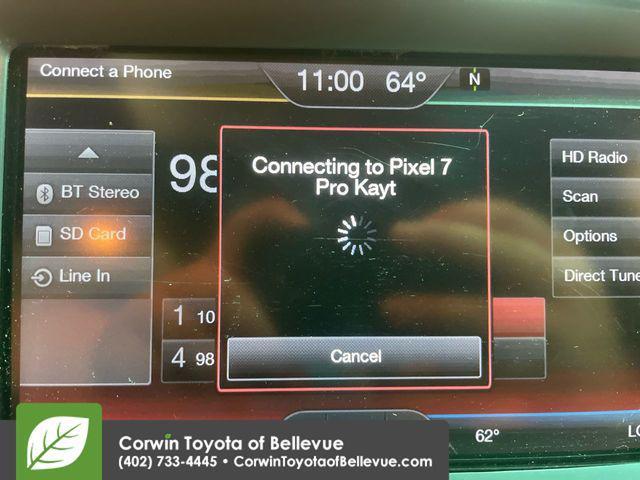 Connect a Phone
11:00 64° N
98
Connecting to Pixel 7
Pro Kayt
BT Stereo
SD Card
Line In
HD Radio
Scan
Options
Direct Tune
1 10
4 98
Cancel
62°
Corwin Toyota of Bellevue
(402) 733-4445 • CorwinToyotaofBellevue.com